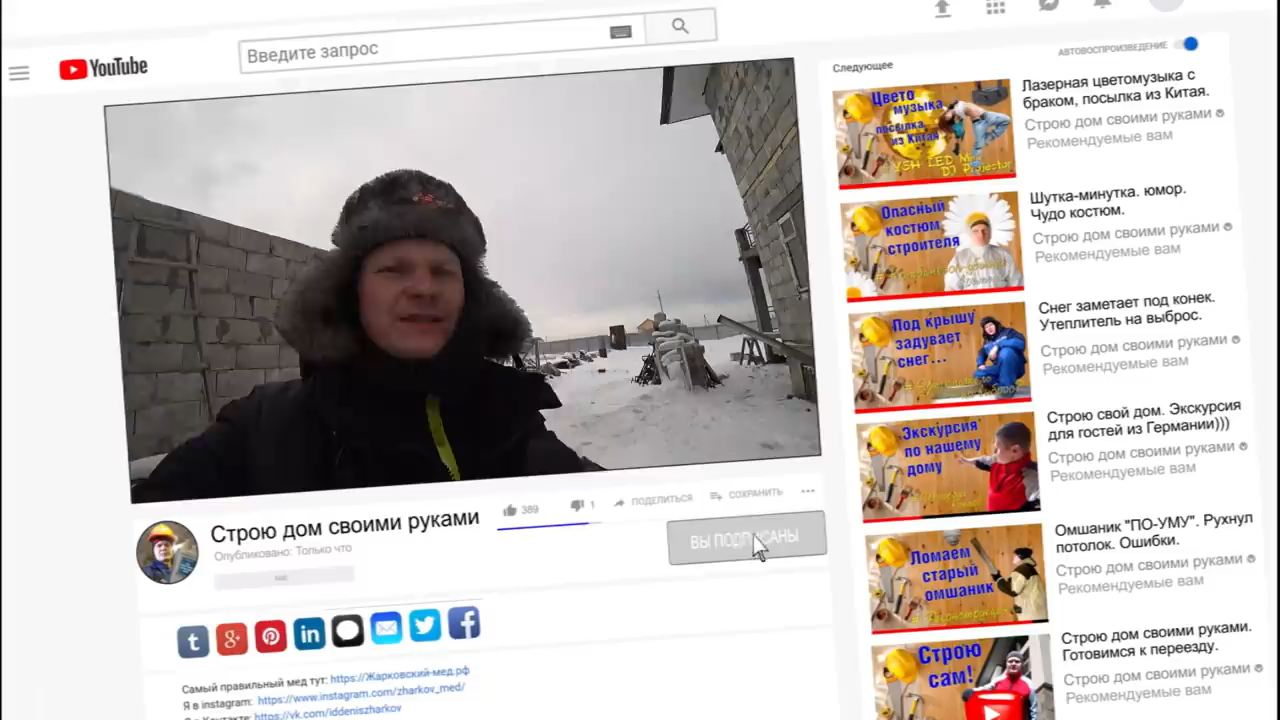 YouTube
Введите запрос
АВТОВОСПРОИЗВЕДЕНИЕ
Следующее
Цвето
музыка
посылка
из Китая
YSH LED Mini
DJ Projector
Лазерная цветомузыка с
браком, посылка из Китая.
Строю дом своими руками
Рекомендуемые вам
Опасный
костюм
строителя
Шутка-минутка. юмор.
Чудо костюм.
Строю дом своими руками
Рекомендуемые вам
Под крышу
задувает
снег...
Снег заметает под конек.
Утеплитель на выброс.
Строю дом своими руками
Рекомендуемые вам
Экскурсия
по нашему
дому
Строю свой дом. Экскурсия
для гостей из Германии)))
Строю дом своими руками
Рекомендуемые вам
Ломаем
старый
омшаник
Омшаник "ПО-УМУ". Рухнул
потолок. Ошибки.
Строю дом своими руками
Рекомендуемые вам
Строю
сам!
Строю дом своими руками.
Готовимся к переезду.
Строю дом своими руками
Рекомендуемые вам
389
1
ПОДЕЛИТЬСЯ
СОХРАНИТЬ
Строю дом своими руками
Опубликовано: Только что
ВЫ ПОДПИСАНЫ
t
g+
in
f
Самый правильный мед тут: https://Жарковский-мед.рф
Я в instagram: https://www.instagram.com/zharkov_med/
https://vk.com/iddeniszharkov